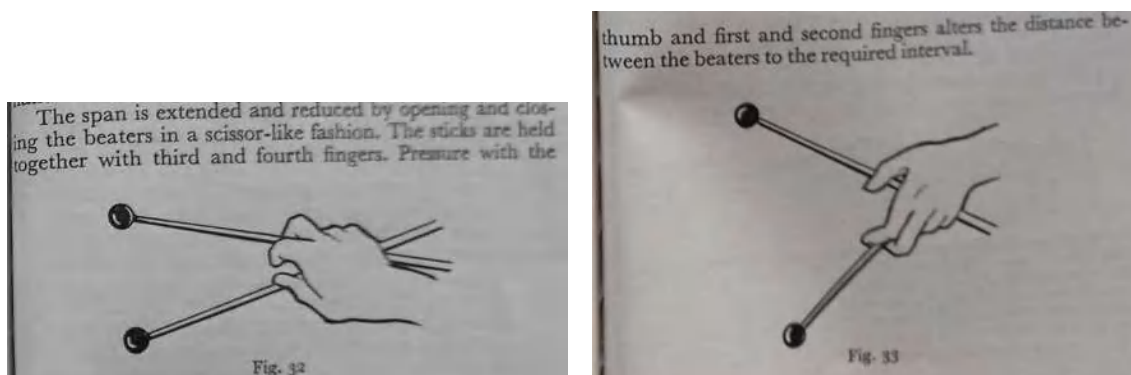 The span is extended and reduced by opening and clos-
ing the beaters in a scissor-like fashion. The sticks are held
together with third and fourth fingers. Pressure with the
Fig. 32
thumb and first and second fingers alters the distance be-
tween the beaters to the required interval.
Fig. 33